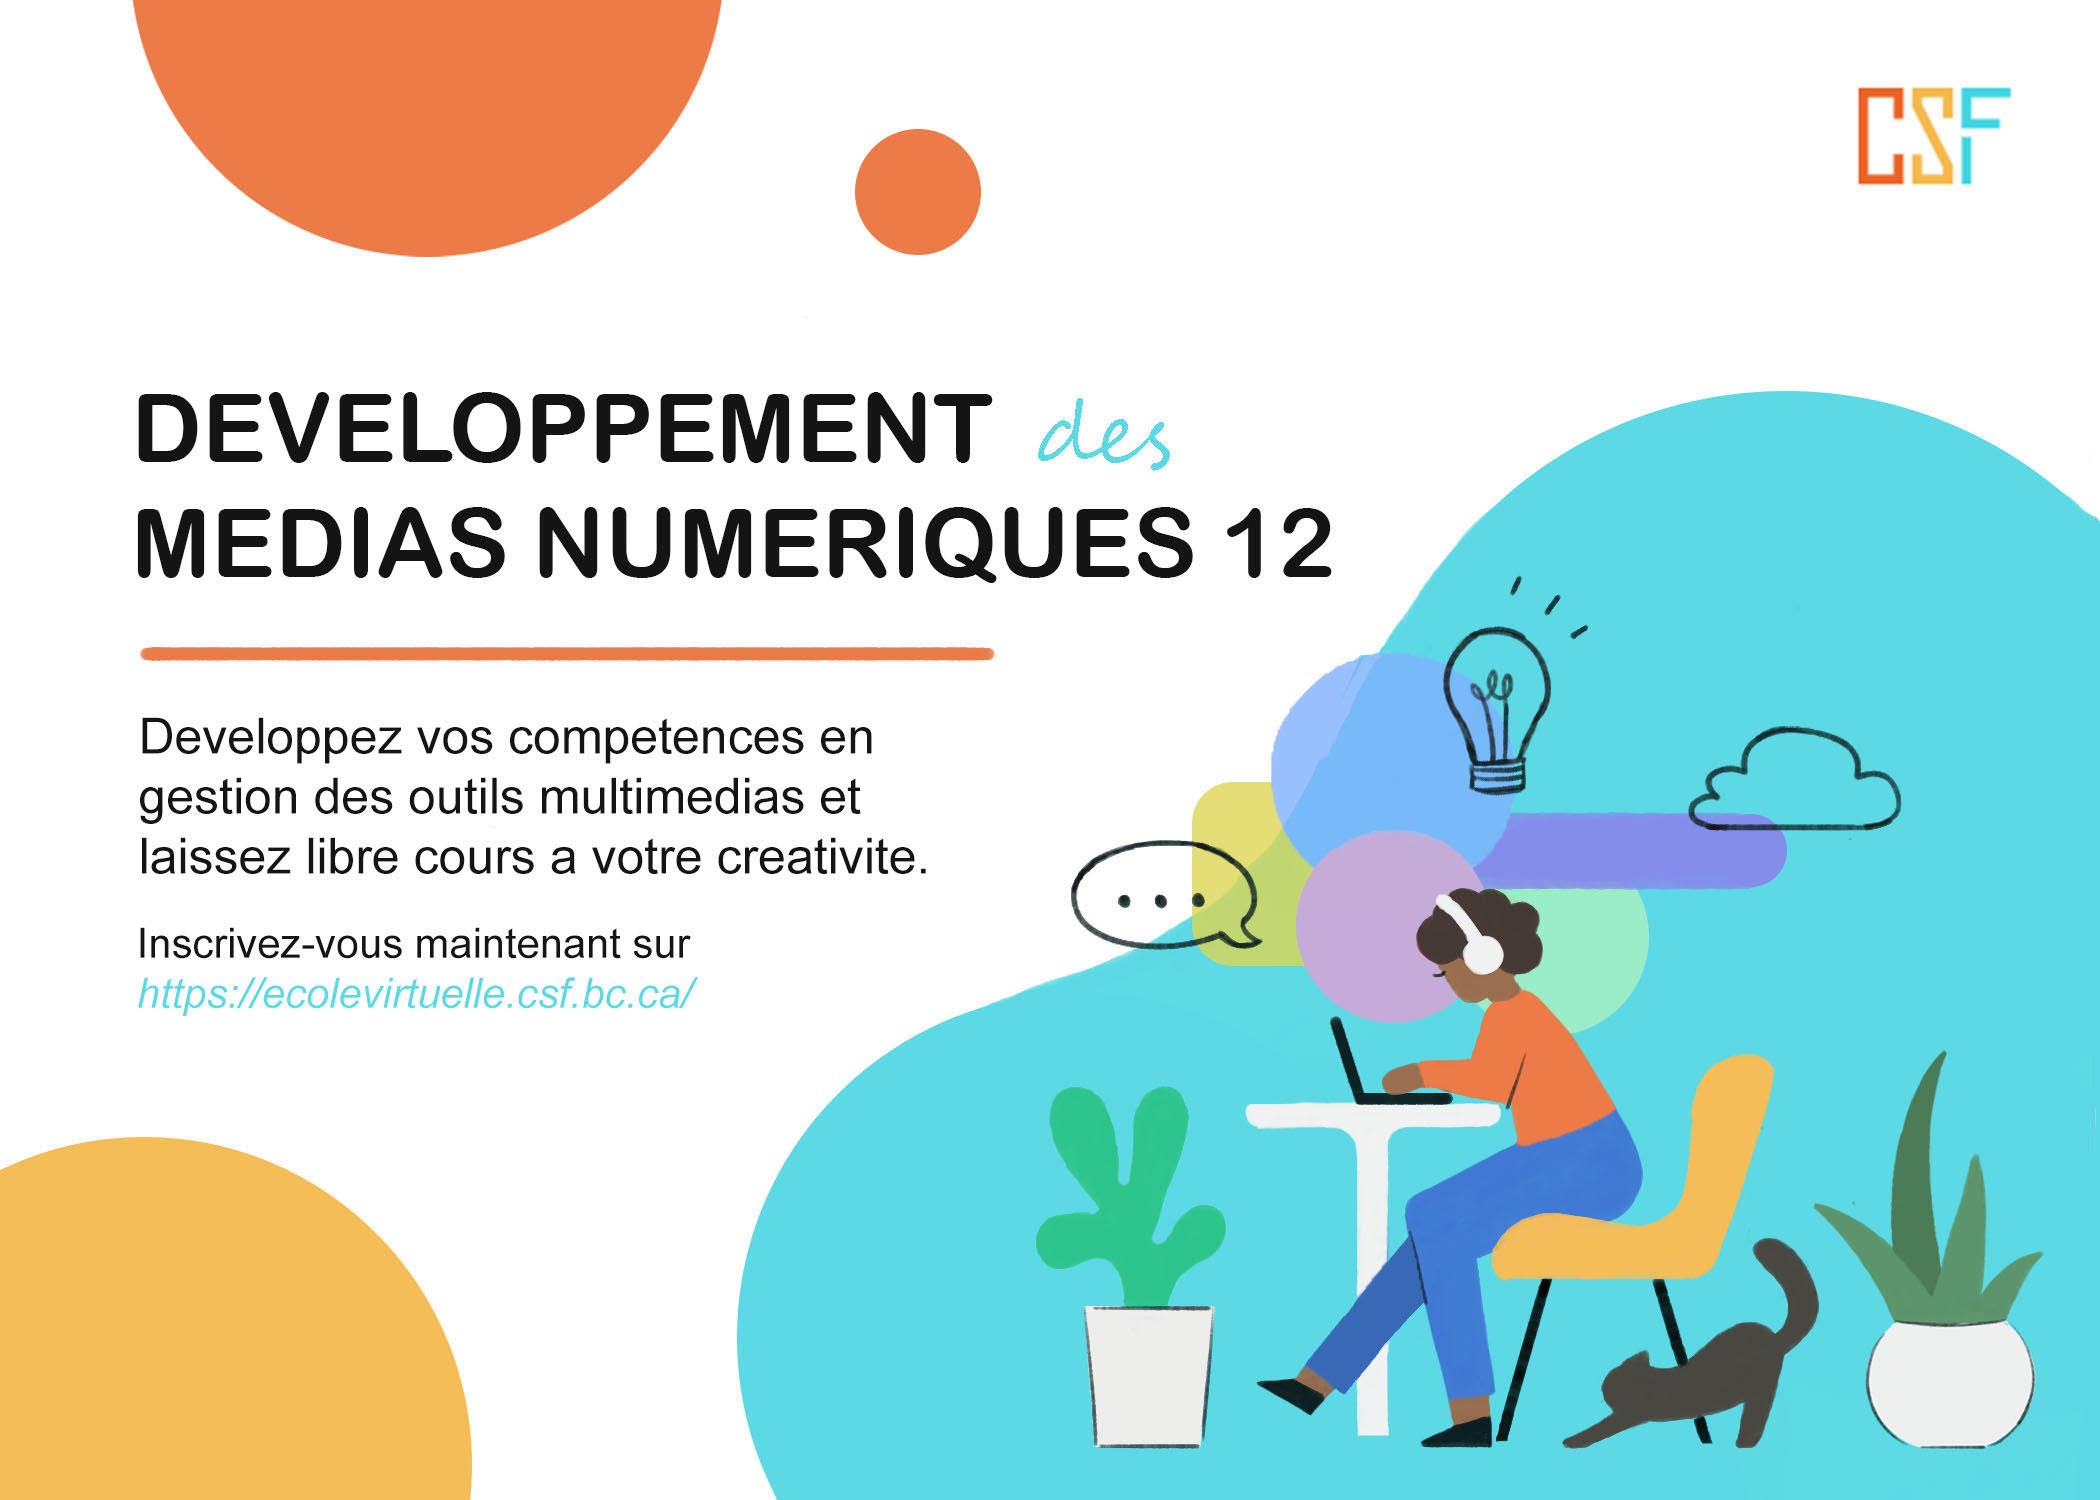 CSF
DEVELOPPEMENT des
MEDIAS NUMERIQUES 12
Developpez vos competences en
gestion des outils multimedias et
laissez libre cours a votre creativite.
Inscrivez-vous maintenant sur
https://ecolevirtuelle.csf.bc.ca/